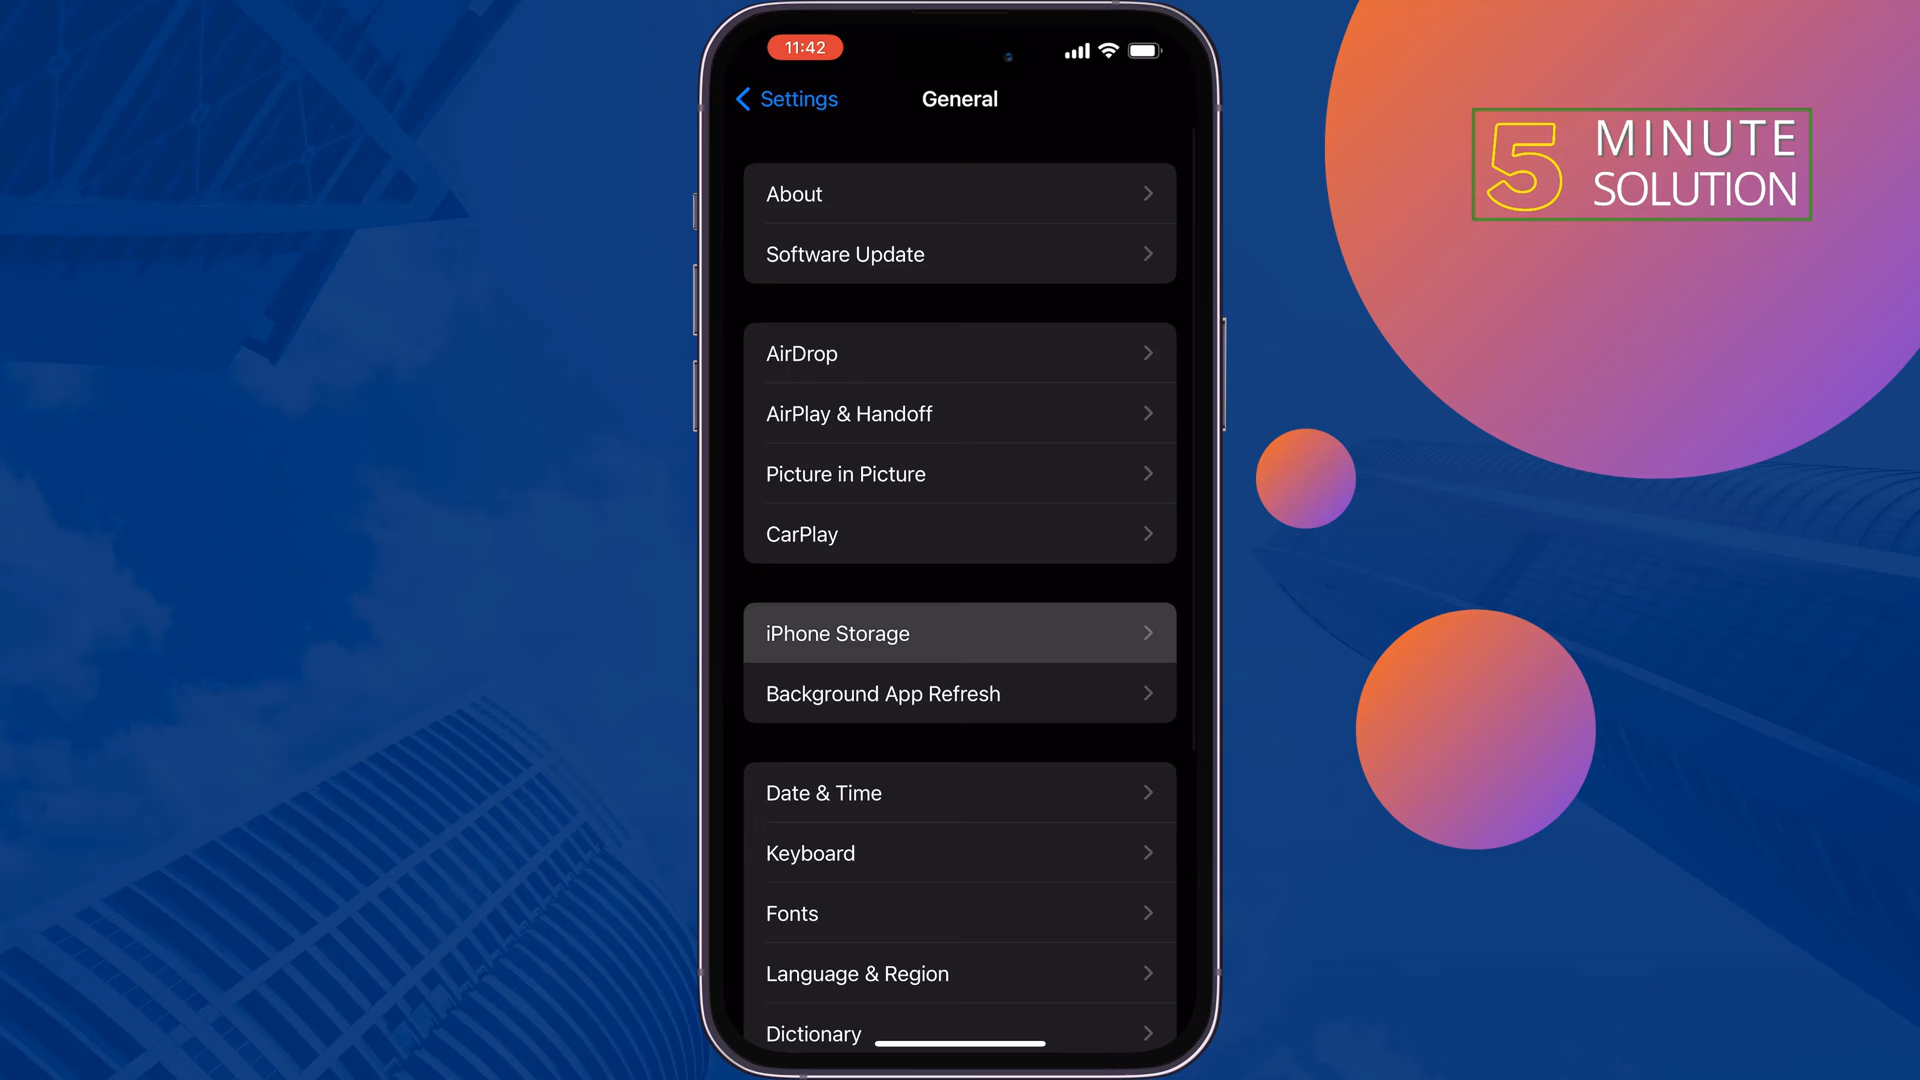 11:42
Settings
General
5 MINUTE
SOLUTION
About
Software Update
AirDrop
AirPlay & Handoff
Picture in Picture
CarPlay
iPhone Storage
Background App Refresh
Date & Time
Keyboard
Fonts
Language & Region
Dictionary